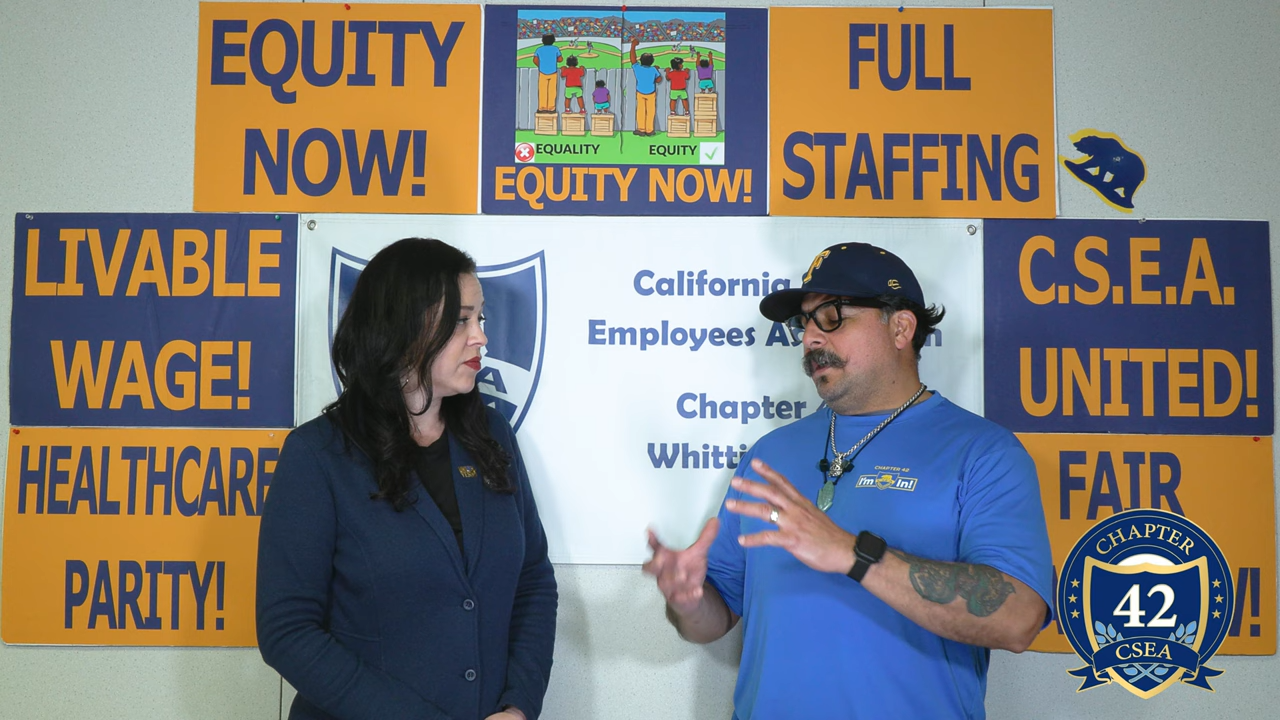 EQUITY
NOW!
EQUALITY
EQUITY
EQUITY NOW!
FULL
STAFFING
LIVABLE
WAGE!
HEALTHCARE
PARITY!
California
Employees
Chapter
C.S.E.A.
UNITED!
FAIR
CHAPTER 42
I'm In!
CHAPTER
42
CSEA